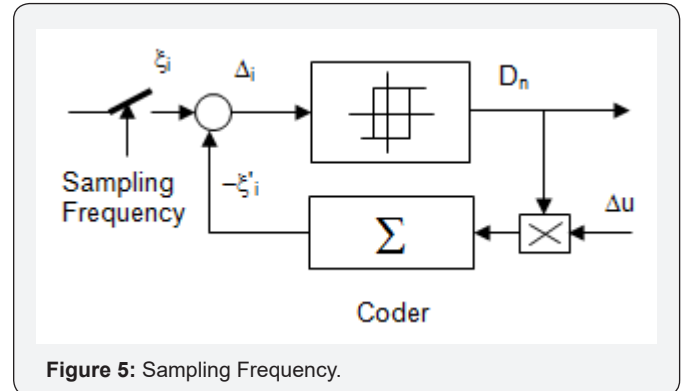 ξi
Δi
Dn
Sampling
Frequency
–ξ'i
Σ
Δu
Coder
Figure 5: Sampling Frequency.